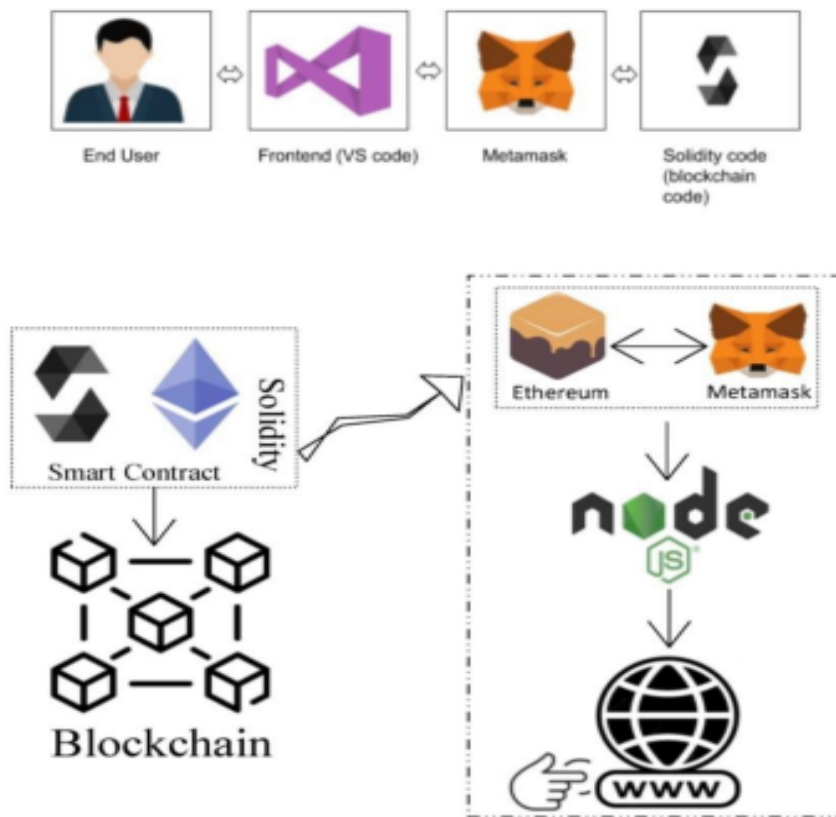 End User
Frontend (VS code)
Metamask
Solidity code
(blockchain
code)
Solidity
Smart Contract
Ethereum
Metamask
node
JS
Blockchain
www